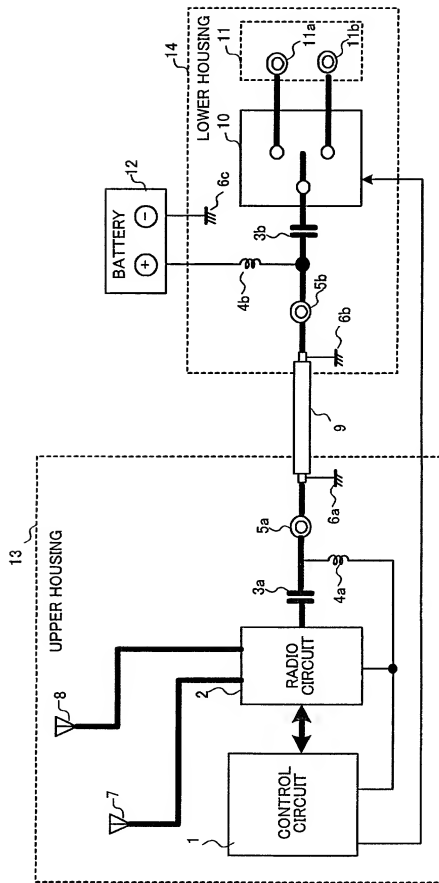 13
UPPER HOUSING
8
7
2
RADIO
CIRCUIT
1
CONTROL
CIRCUIT
3a
4a
5a
6a
9
14
LOWER HOUSING
12
BATTERY
+
−
6c
4b
5b
6b
3b
10
11
11a
11b